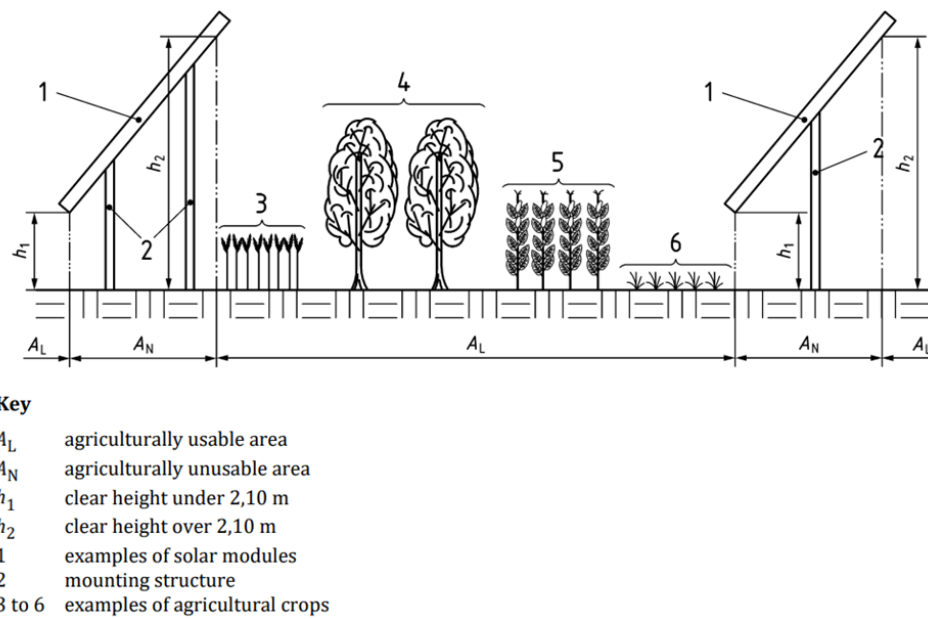 4
1
1
5
2
h2
h2
3
6
h1
2
h1
AL
AN
AL
AN
AL
Key
AL agriculturally usable area
AN agriculturally unusable area
h1 clear height under 2,10 m
h2 clear height over 2,10 m
1 examples of solar modules
2 mounting structure
3 to 6 examples of agricultural crops